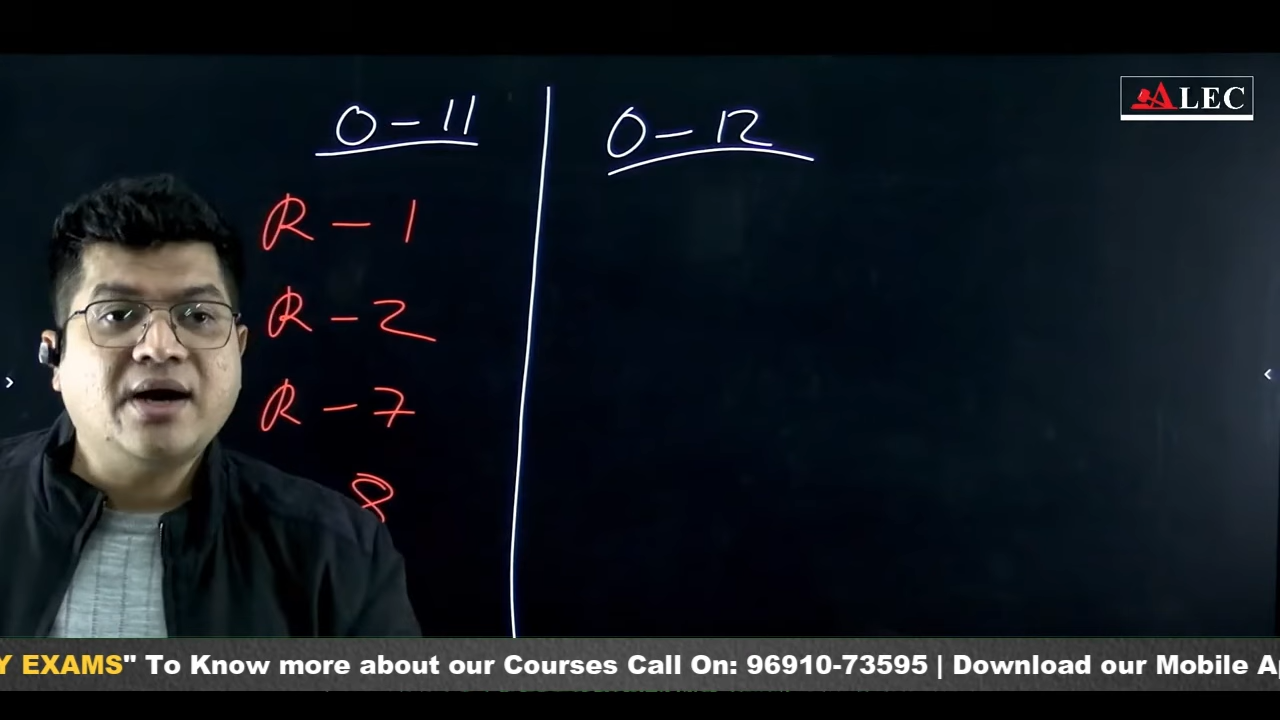 ALEC
O - 11
O - 12
R - 1
R - 2
R - 7
8
Y EXAMS" To Know more about our Courses Call On: 96910-73595 | Download our Mobile Ap